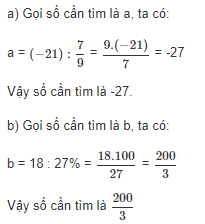 a) Gọi số cần tìm là a, ta có:
a = (−21) : 7/9 = 9.(−21)/7 = -27
Vậy số cần tìm là -27.
b) Gọi số cần tìm là b, ta có:
b = 18 : 27% = 18.100/27 = 200/3
Vậy số cần tìm là 200/3